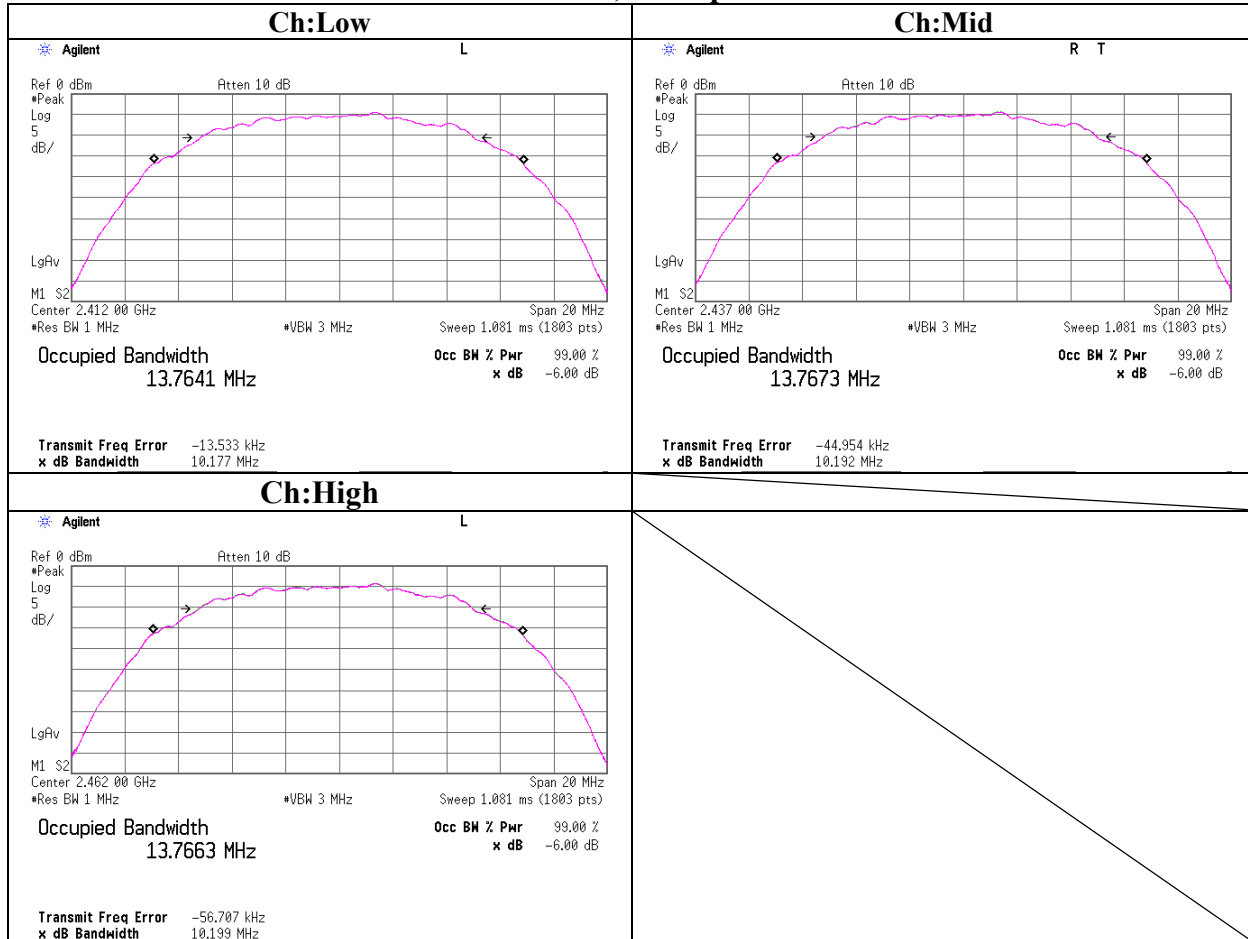 Ch:Low
Agilent L
Ref 0 dBm Atten 10 dB
#Peak
Log
5
dB/
LgAv
M1 S2
Center 2.412 00 GHz Span 20 MHz
#Res BW 1 MHz #VBW 3 MHz Sweep 1.081 ms (1803 pts)
Occupied Bandwidth Occ BW % Pwr 99.00 %
13.7641 MHz x dB -6.00 dB
Transmit Freq Error -13.533 kHz
x dB Bandwidth 10.177 MHz
Ch:Mid
Agilent R T
Ref 0 dBm Atten 10 dB
#Peak
Log
5
dB/
LgAv
M1 S2
Center 2.437 00 GHz Span 20 MHz
#Res BW 1 MHz #VBW 3 MHz Sweep 1.081 ms (1803 pts)
Occupied Bandwidth Occ BW % Pwr 99.00 %
13.7673 MHz x dB -6.00 dB
Transmit Freq Error -44.954 kHz
x dB Bandwidth 10.192 MHz
Ch:High
Agilent L
Ref 0 dBm Atten 10 dB
#Peak
Log
5
dB/
LgAv
M1 S2
Center 2.462 00 GHz Span 20 MHz
#Res BW 1 MHz #VBW 3 MHz Sweep 1.081 ms (1803 pts)
Occupied Bandwidth Occ BW % Pwr 99.00 %
13.7663 MHz x dB -6.00 dB
Transmit Freq Error -56.707 kHz
x dB Bandwidth 10.199 MHz